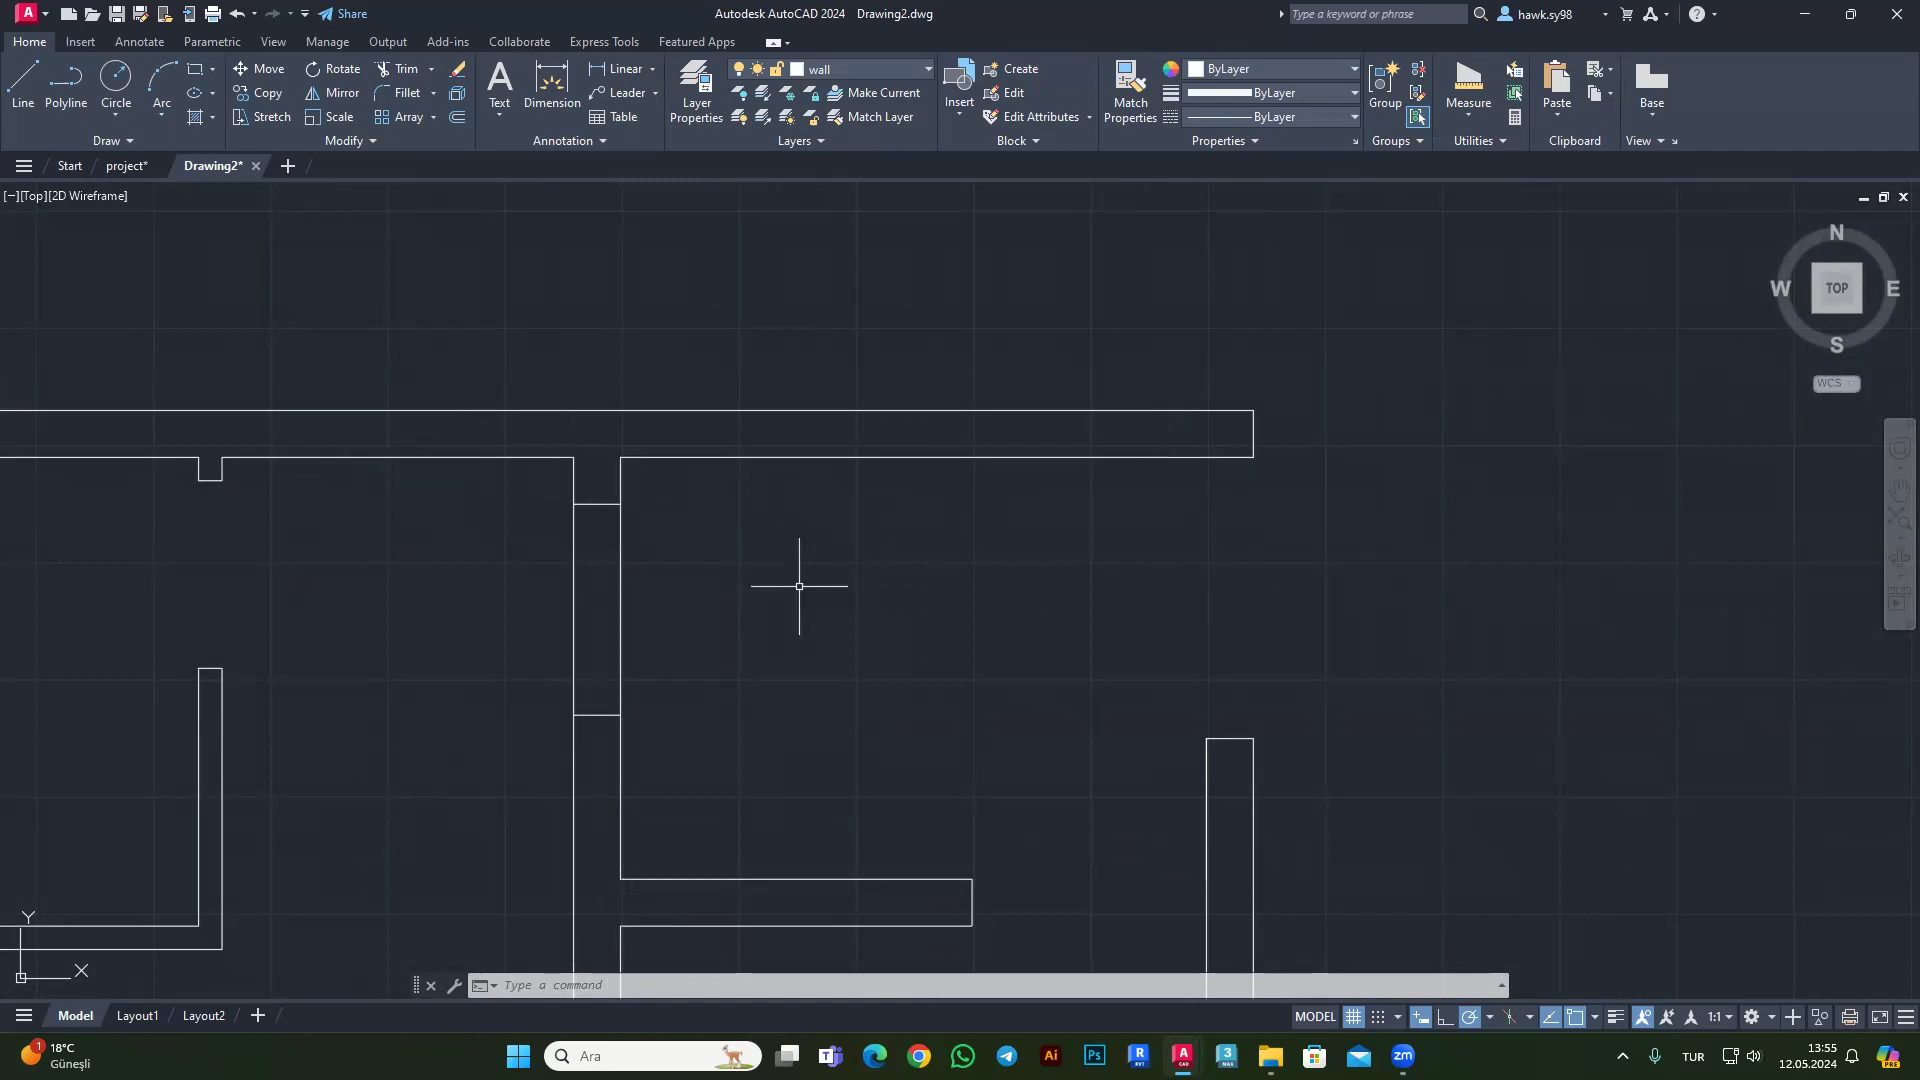 Share
Autodesk AutoCAD 2024 Drawing2.dwg
Type a keyword or phrase
hawk.sy98
Home Insert Annotate Parametric View Manage Output Add-ins Collaborate Express Tools Featured Apps
Line Polyline Circle Arc
Move Rotate Trim
Copy Mirror Fillet
Stretch Scale Array
Text Dimension
Linear
Leader
Table
Layer Properties
wall
Make Current
Match Layer
Insert
Create
Edit
Edit Attributes
Match Properties
ByLayer
ByLayer
ByLayer
Group
Measure
Paste
Base
Draw Modify Annotation Layers Block Properties Groups Utilities Clipboard View
Start project* Drawing2*
[−][Top][2D Wireframe]
N
W TOP E
S
WCS
Y
X
Type a command
Model Layout1 Layout2
MODEL
1:1
18°C
Güneşli
Ara
TUR
13:55
12.05.2024